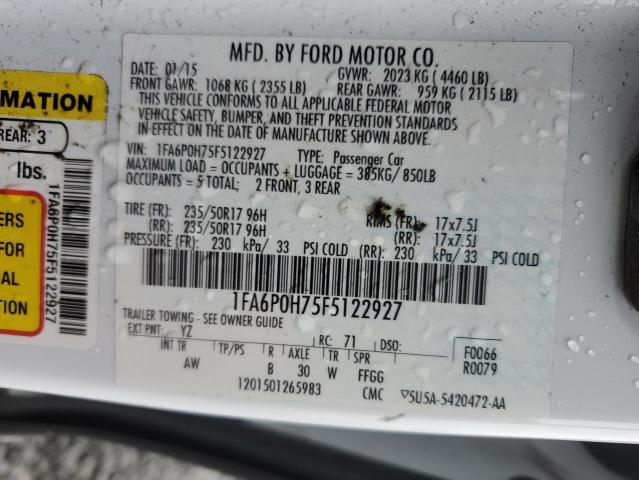 MFD. BY FORD MOTOR CO.
DATE: 01/15 GVWR: 2023 KG ( 4460 LB)
FRONT GAWR: 1068 KG ( 2355 LB) REAR GAWR: 959 KG ( 2115 LB)
THIS VEHICLE CONFORMS TO ALL APPLICABLE FEDERAL MOTOR
VEHICLE SAFETY, BUMPER, AND THEFT PREVENTION STANDARDS
IN EFFECT ON THE DATE OF MANUFACTURE SHOWN ABOVE.
VIN: 1FA6P0H75F5122927 TYPE: Passenger Car
MAXIMUM LOAD = OCCUPANTS + LUGGAGE = 385KG/ 850LB
OCCUPANTS = 5 TOTAL; 2 FRONT, 3 REAR
TIRE (FR): 235/50R17 96H RIMS (FR): 17x7.5J
(RR): 235/50R17 96H (RR): 17x7.5J
PRESSURE (FR): 230 kPa/ 33 PSI COLD (RR): 230 kPa/ 33 PSI COLD
1FA6P0H75F5122927
TRAILER TOWING - SEE OWNER GUIDE
EXT PNT: YZ RC: 71 DSO:
INT TR TP/PS R AXLE TR SPR F0066
AW B 30 W FFGG R0079
1201501265983 CMC 5U5A-5420472-AA
RMATION
REAR: 3
lbs.
ERS
FOR
AL
ION
1FA6P0H75F5122927